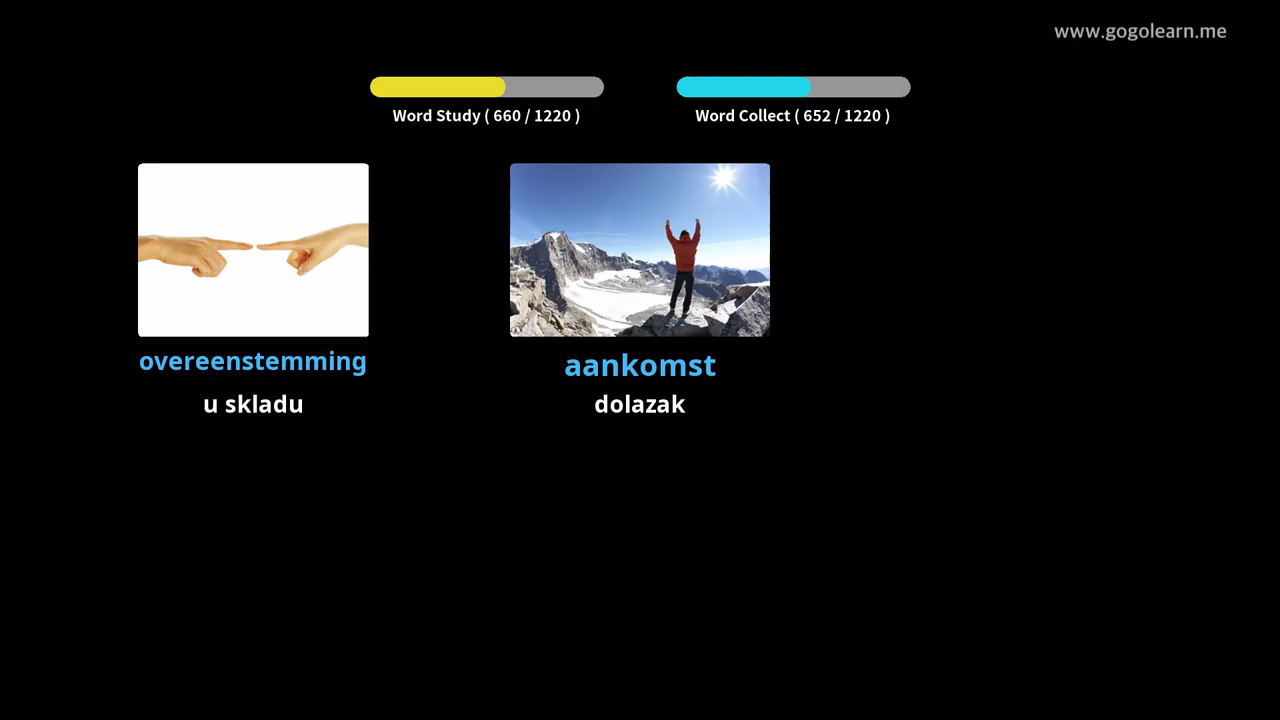 www.gogolearn.me
Word Study ( 660 / 1220 )
Word Collect ( 652 / 1220 )
overeenstemming
u skladu
aankomst
dolazak